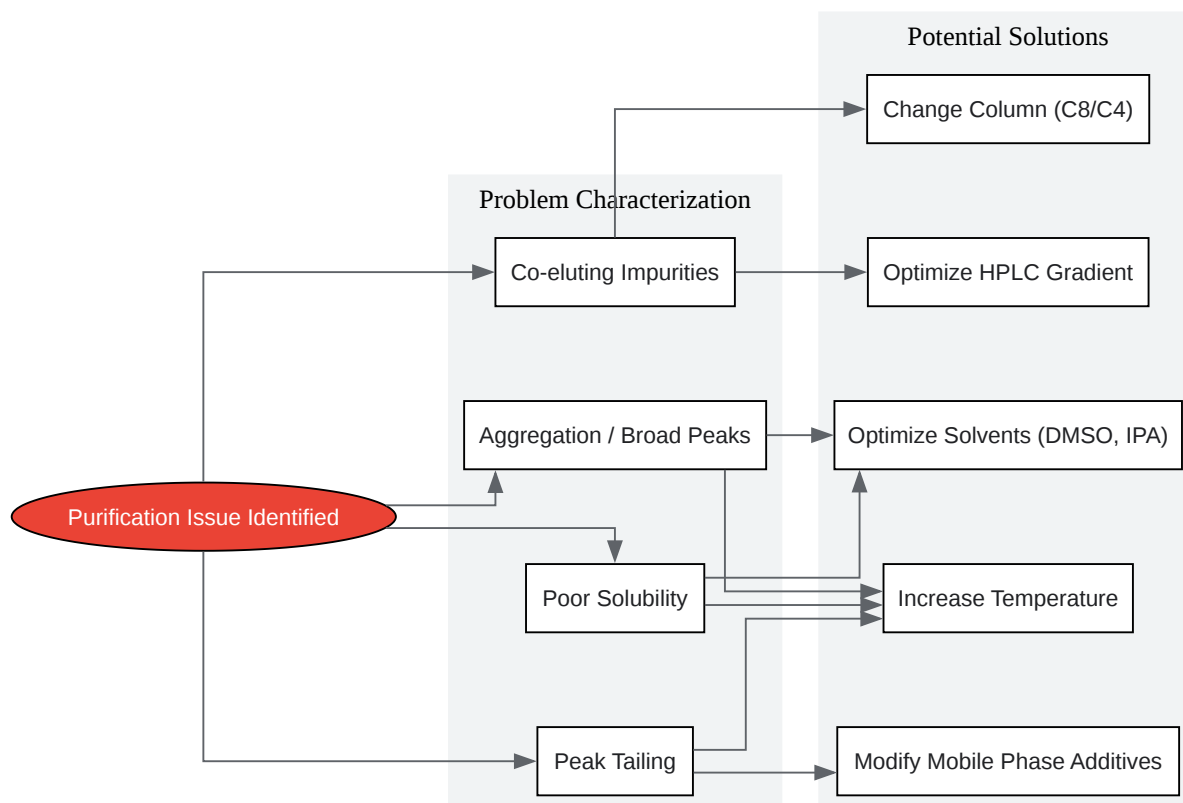 Potential Solutions
Change Column (C8/C4)
Problem Characterization
Co-eluting Impurities
Optimize HPLC Gradient
Aggregation / Broad Peaks
Optimize Solvents (DMSO, IPA)
Purification Issue Identified
Poor Solubility
Increase Temperature
Peak Tailing
Modify Mobile Phase Additives